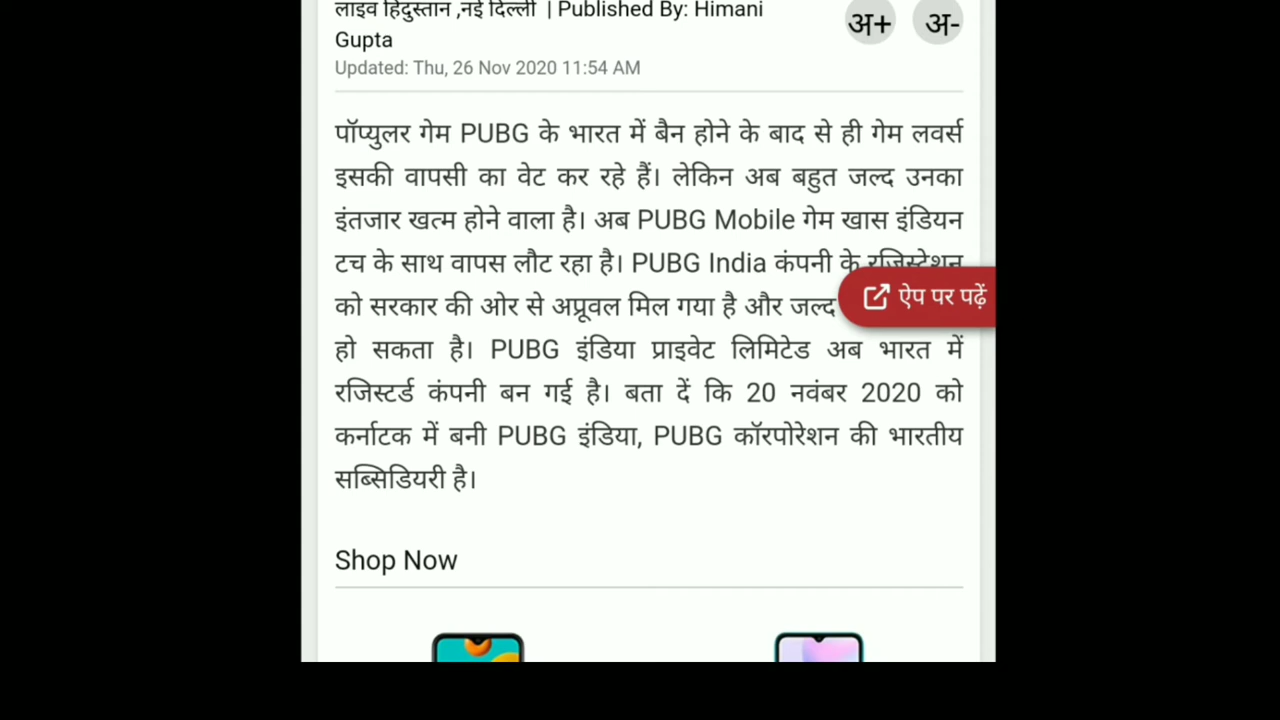 लाइव हिंदुस्तान ,नई दिल्ली | Published By: Himani
Gupta
अ+ अ-
Updated: Thu, 26 Nov 2020 11:54 AM
पॉप्युलर गेम PUBG के भारत में बैन होने के बाद से ही गेम लवर्स
इसकी वापसी का वेट कर रहे हैं। लेकिन अब बहुत जल्द उनका
इंतजार खत्म होने वाला है। अब PUBG Mobile गेम खास इंडियन
टच के साथ वापस लौट रहा है। PUBG India कंपनी के रजिस्टेशन
को सरकार की ओर से अप्रूवल मिल गया है और जल्द
ऐप पर पढ़ें
हो सकता है। PUBG इंडिया प्राइवेट लिमिटेड अब भारत में
रजिस्टर्ड कंपनी बन गई है। बता दें कि 20 नवंबर 2020 को
कर्नाटक में बनी PUBG इंडिया, PUBG कॉरपोरेशन की भारतीय
सब्सिडियरी है।
Shop Now